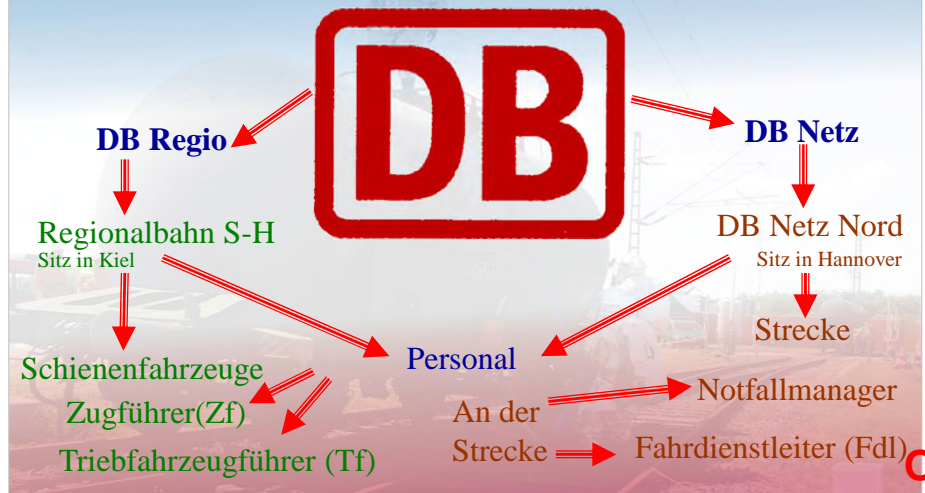 DB
DB Regio
DB Netz
Regionalbahn S-H
Sitz in Kiel
DB Netz Nord
Sitz in Hannover
Strecke
Schienenfahrzeuge
Personal
Zugführer(Zf)
Triebfahrzeugführer (Tf)
An der
Strecke
Notfallmanager
Fahrdienstleiter (Fdl)